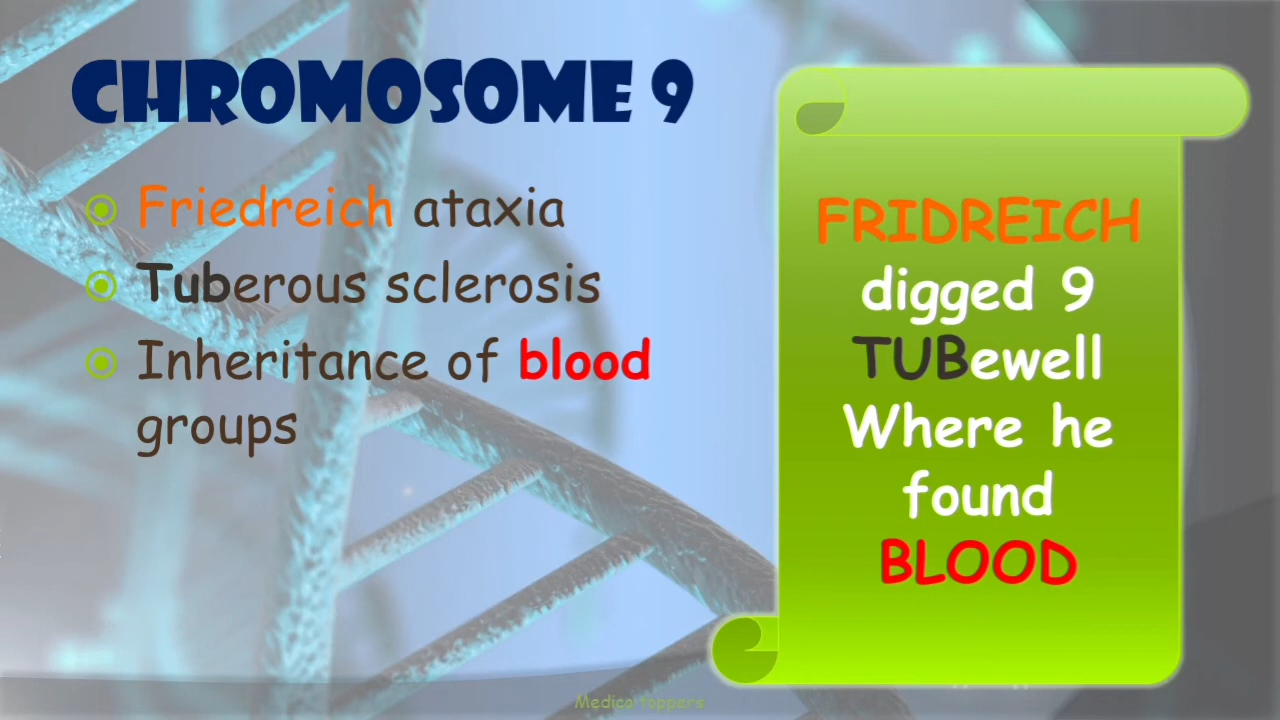 CHROMOSOME 9
Friedreich ataxia
Tuberous sclerosis
Inheritance of blood
groups
FRIDREICH
digged 9
TUBewell
Where he
found
BLOOD
Medico toppers